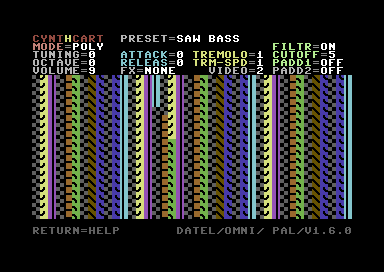 CYNTHCART PRESET=SAW BASS
MODE=POLY FILTR=ON
TUNING=0 ATTACK=0 TREMOLO=1 CUTOFF=5
OCTAVE=0 RELEAS=0 TRM-SPD=1 PADD1=OFF
VOLUME=9 FX=NONE VIDEO=2 PADD2=OFF
RETURN=HELP DATEL/OMNI/ PAL/V1.6.0